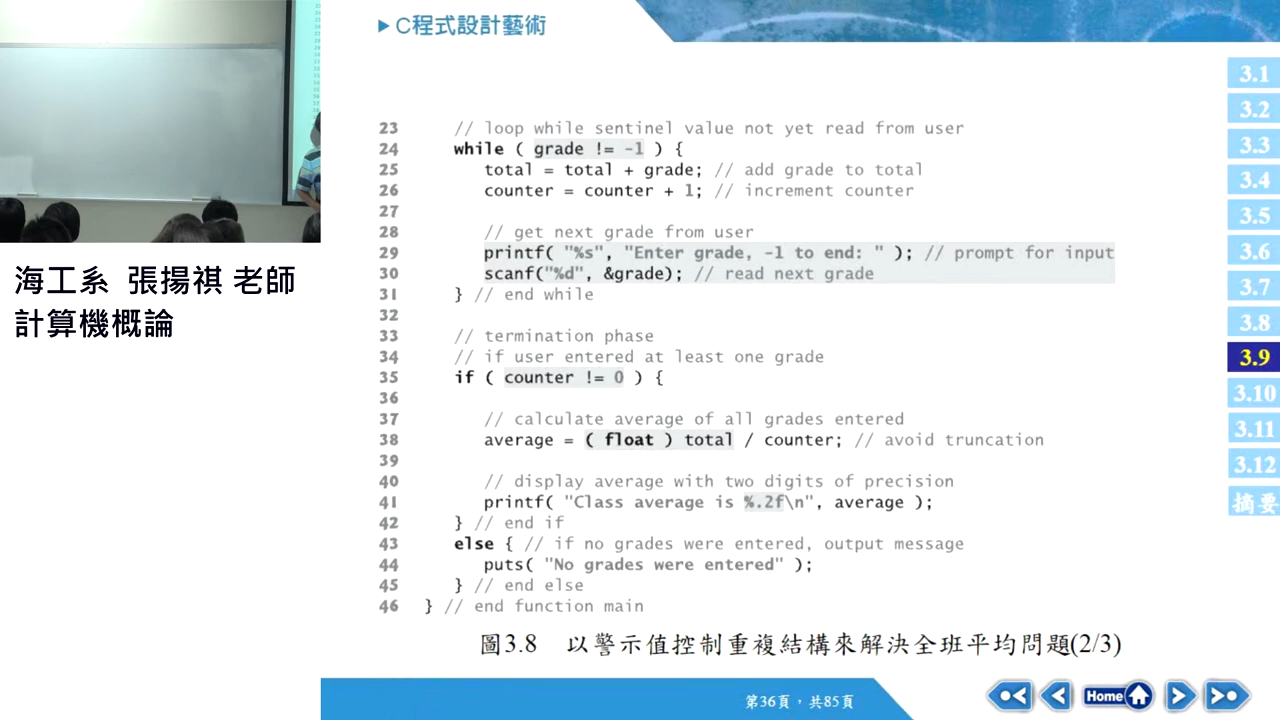 ▶ C程式設計藝術
海工系 張揚祺 老師
計算機概論
23 // loop while sentinel value not yet read from user
24 while ( grade != -1 ) {
25 total = total + grade; // add grade to total
26 counter = counter + 1; // increment counter
27
28 // get next grade from user
29 printf( "%s", "Enter grade, -1 to end: " ); // prompt for input
30 scanf("%d", &grade); // read next grade
31 } // end while
32
33 // termination phase
34 // if user entered at least one grade
35 if ( counter != 0 ) {
36
37 // calculate average of all grades entered
38 average = ( float ) total / counter; // avoid truncation
39
40 // display average with two digits of precision
41 printf( "Class average is %.2f\n", average );
42 } // end if
43 else { // if no grades were entered, output message
44 puts( "No grades were entered" );
45 } // end else
46 } // end function main
圖3.8 以警示值控制重複結構來解決全班平均問題(2/3)
3.1
3.2
3.3
3.4
3.5
3.6
3.7
3.8
3.9
3.10
3.11
3.12
摘要
第36頁，共85頁
Home